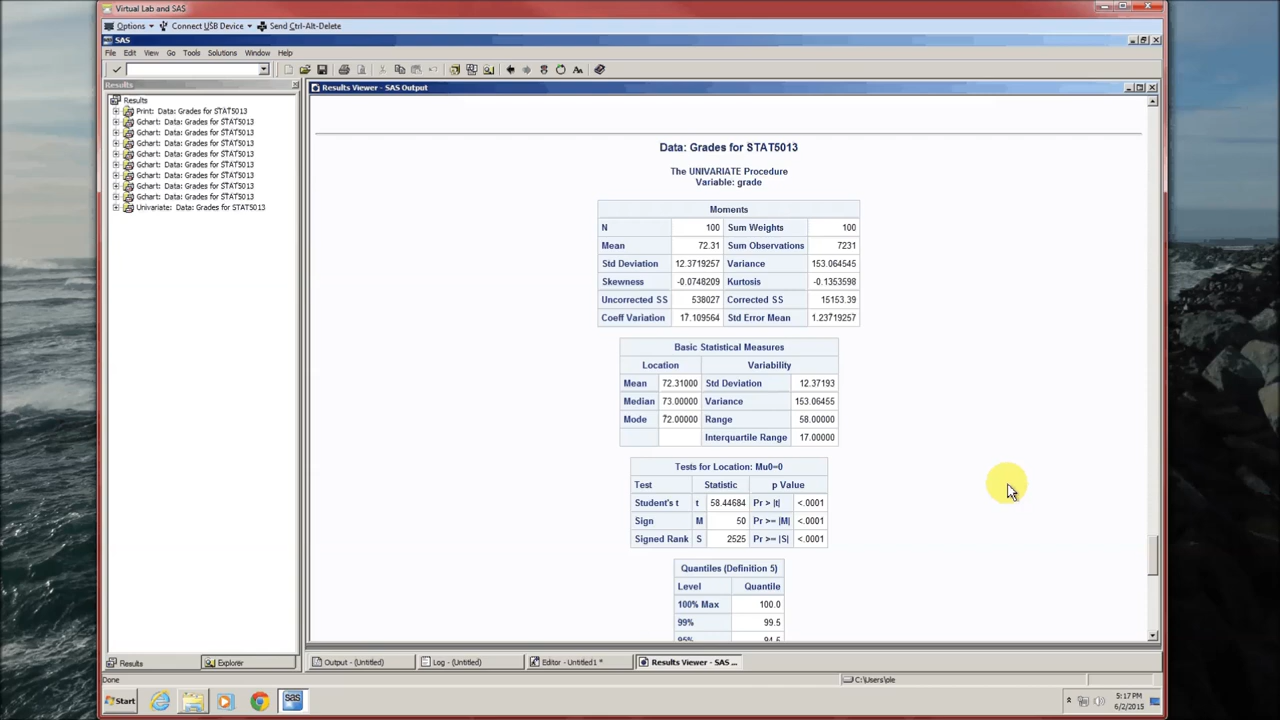 Virtual Lab and SAS
Options Connect USB Device Send Ctrl-Alt-Delete
SAS
File Edit View Go Tools Solutions Window Help
Results
Results
Print: Data: Grades for STAT5013
Gchart: Data: Grades for STAT5013
Gchart: Data: Grades for STAT5013
Gchart: Data: Grades for STAT5013
Gchart: Data: Grades for STAT5013
Gchart: Data: Grades for STAT5013
Gchart: Data: Grades for STAT5013
Gchart: Data: Grades for STAT5013
Gchart: Data: Grades for STAT5013
Univariate: Data: Grades for STAT5013
Results Explorer
Results Viewer - SAS Output
Data: Grades for STAT5013
The UNIVARIATE Procedure
Variable: grade
Moments
N 100 Sum Weights 100
Mean 72.31 Sum Observations 7231
Std Deviation 12.3719257 Variance 153.064545
Skewness -0.0748209 Kurtosis -0.1353598
Uncorrected SS 538027 Corrected SS 15153.39
Coeff Variation 17.109564 Std Error Mean 1.23719257
Basic Statistical Measures
Location Variability
Mean 72.31000 Std Deviation 12.37193
Median 73.00000 Variance 153.06455
Mode 72.00000 Range 58.00000
Interquartile Range 17.00000
Tests for Location: Mu0=0
Test Statistic p Value
Student's t t 58.44684 Pr > |t| <.0001
Sign M 50 Pr >= |M| <.0001
Signed Rank S 2525 Pr >= |S| <.0001
Quantiles (Definition 5)
Level Quantile
100% Max 100.0
99% 99.5
95% 94.5
Output - (Untitled) Log - (Untitled) Editor - Untitled1 * Results Viewer - SAS ...
Done C:\Users\ple
Start sas 5:17 PM
6/2/2015